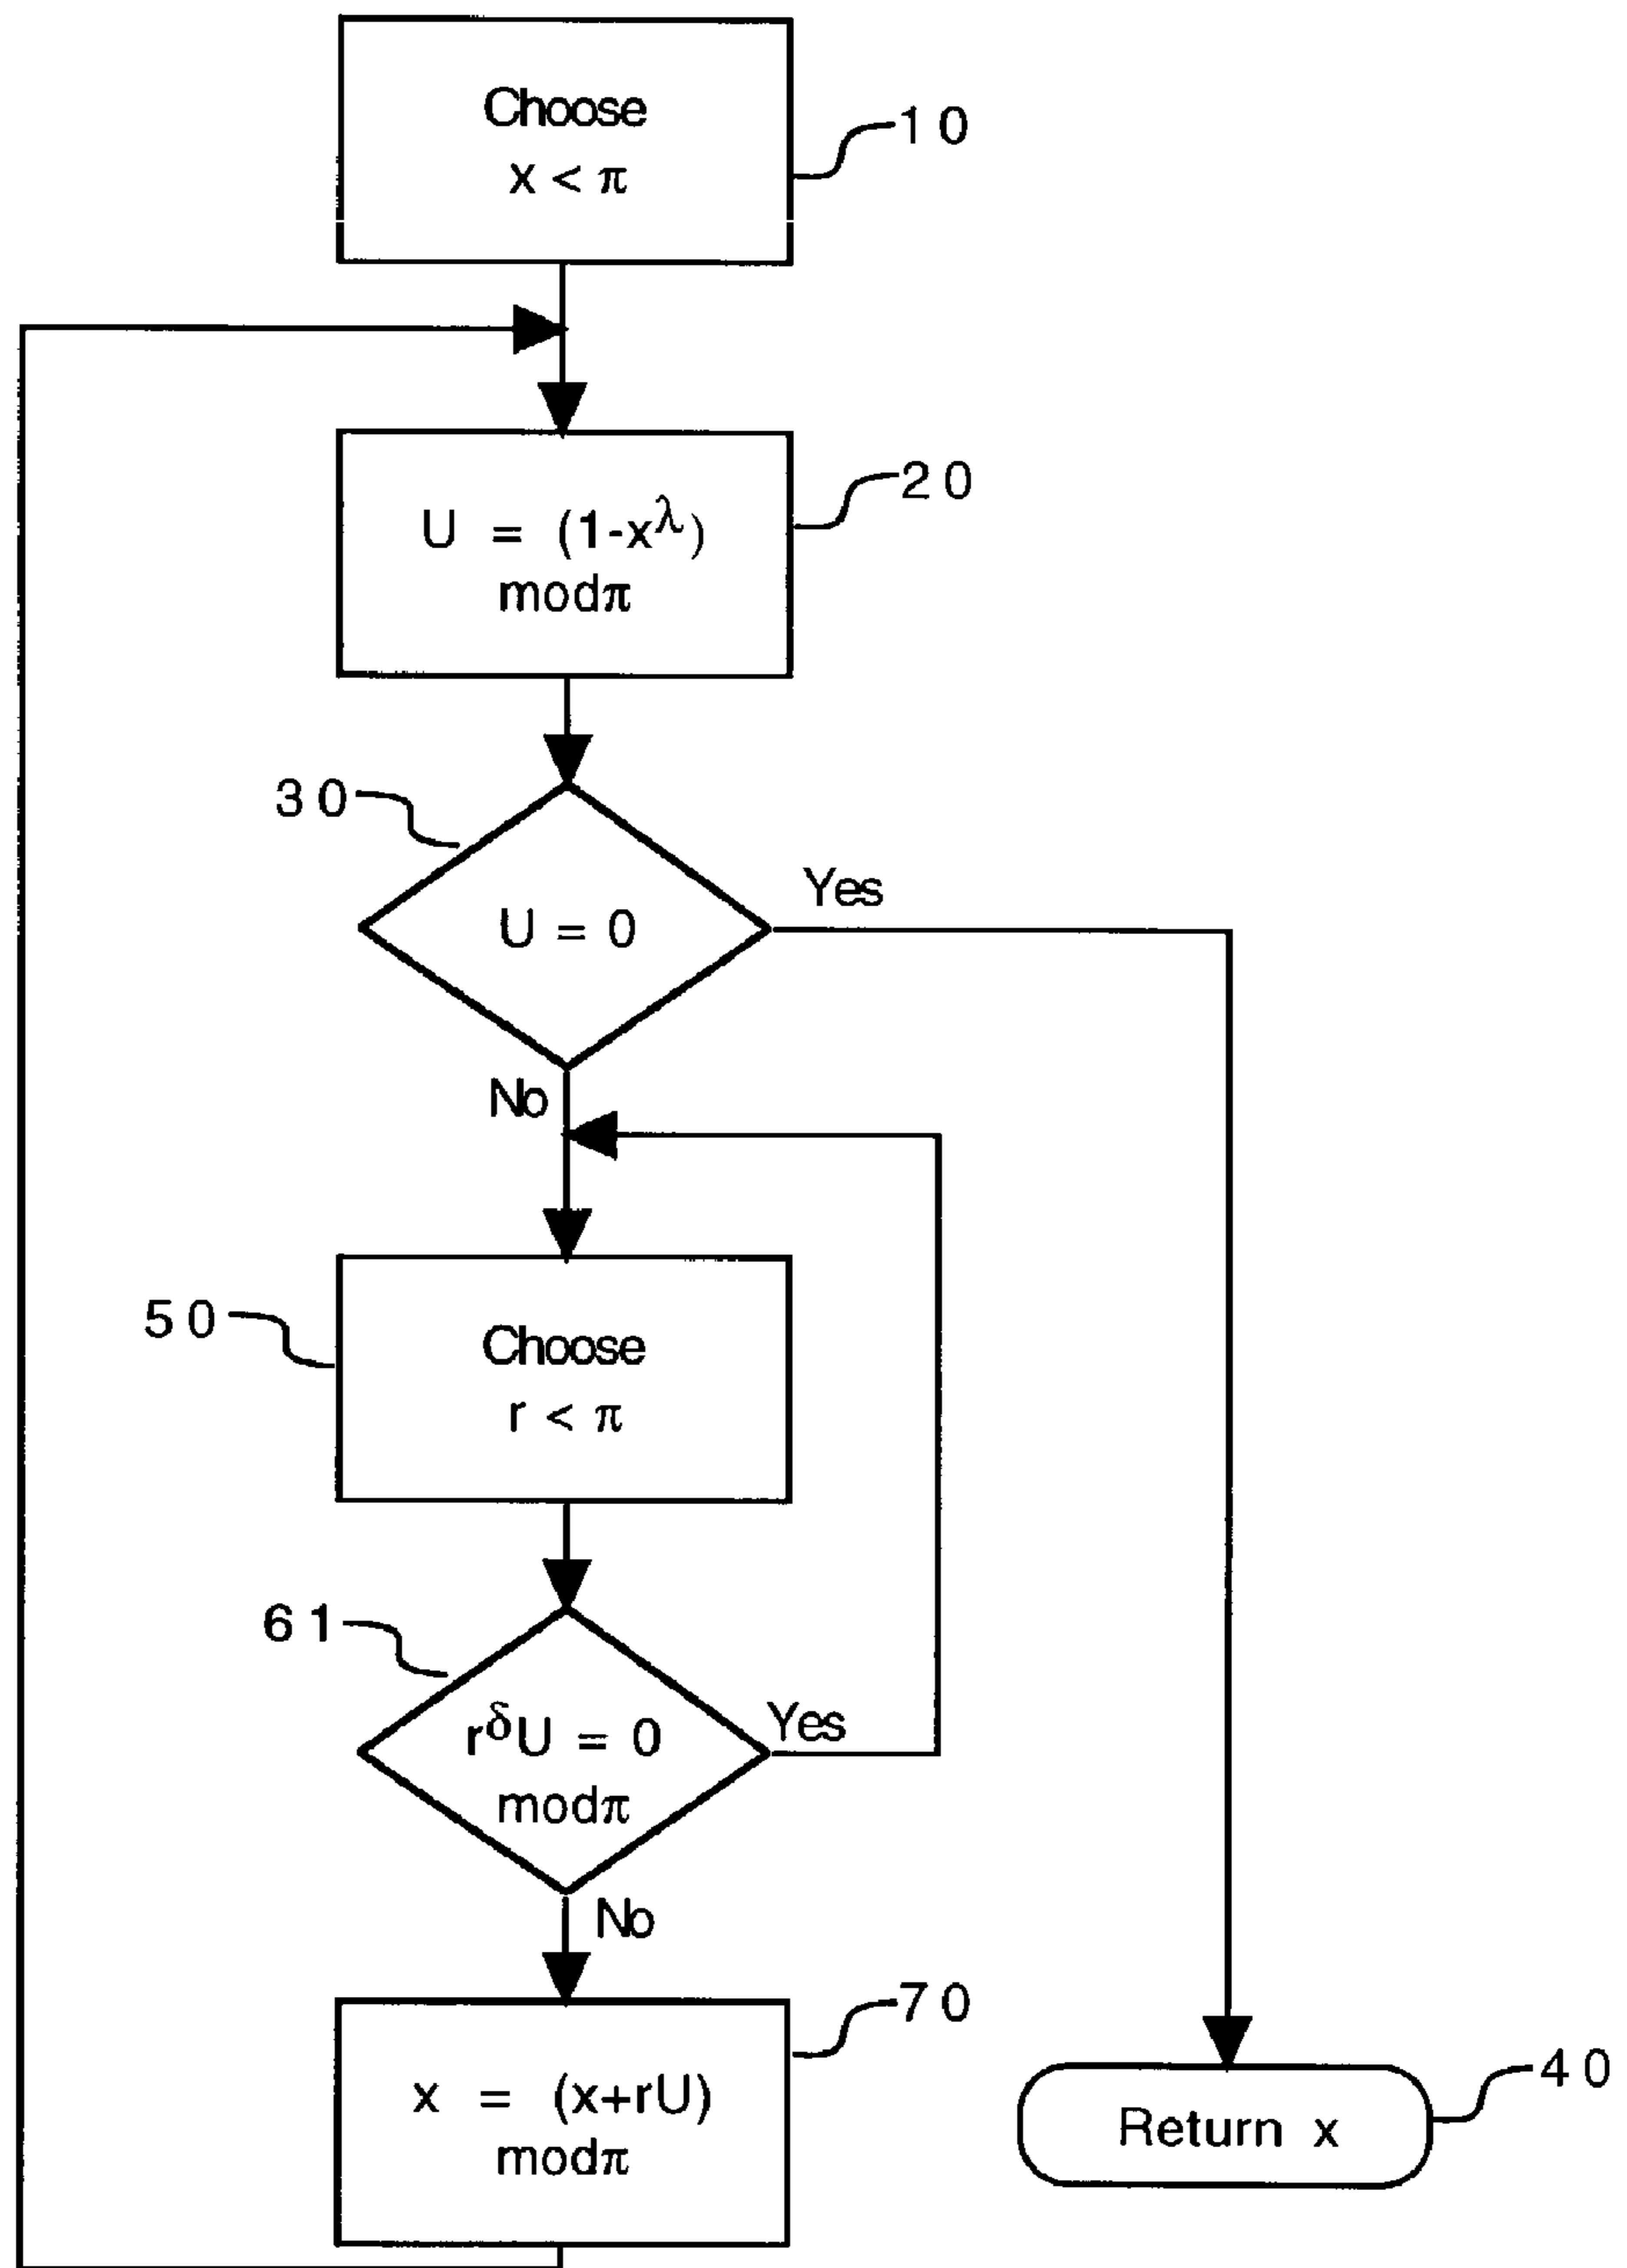 Choose
x < π
10
U = (1-x^λ)
modπ
20
30
U = 0
Yes
No
50
Choose
r < π
61
r^δU = 0
modπ
Yes
No
70
x = (x+rU)
modπ
40
Return x